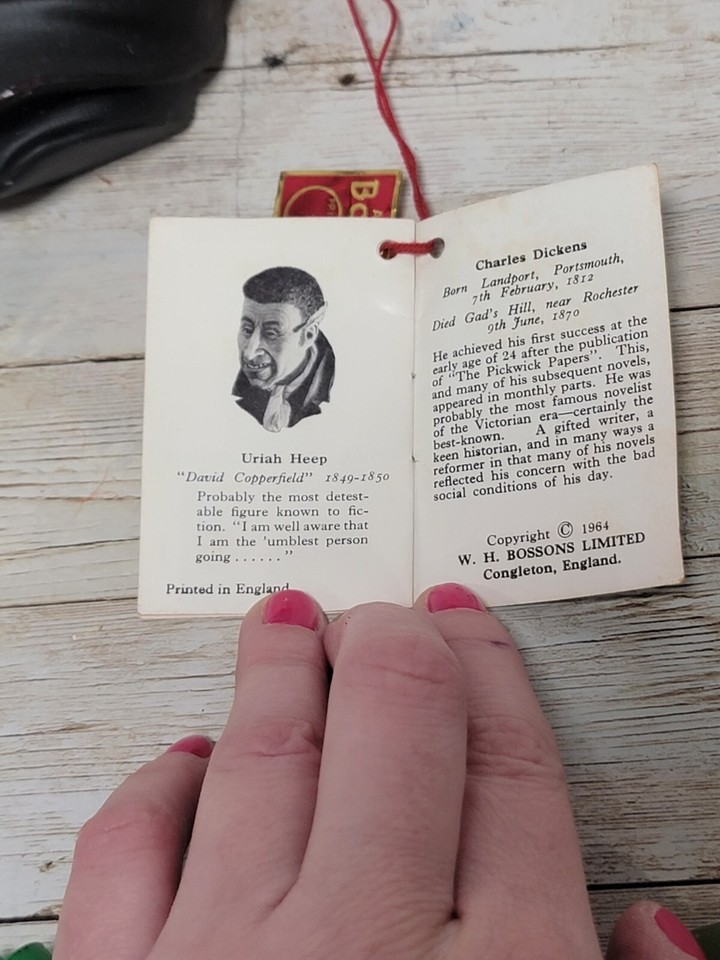 Bo
Uriah Heep
"David Copperfield" 1849-1850
Probably the most detest-
able figure known to fic-
tion. "I am well aware that
I am the 'umblest person
going ......"
Printed in England
Charles Dickens
Born Landport, Portsmouth,
7th February, 1812
Died Gad's Hill, near Rochester
9th June, 1870
He achieved his first success at the
early age of 24 after the publication
of "The Pickwick Papers". This,
and many of his subsequent novels,
appeared in monthly parts. He was
probably the most famous novelist
of the Victorian era—certainly the
best-known. A gifted writer, a
keen historian, and in many ways a
reformer in that many of his novels
reflected his concern with the bad
social conditions of his day.
Copyright © 1964
W. H. BOSSONS LIMITED
Congleton, England.